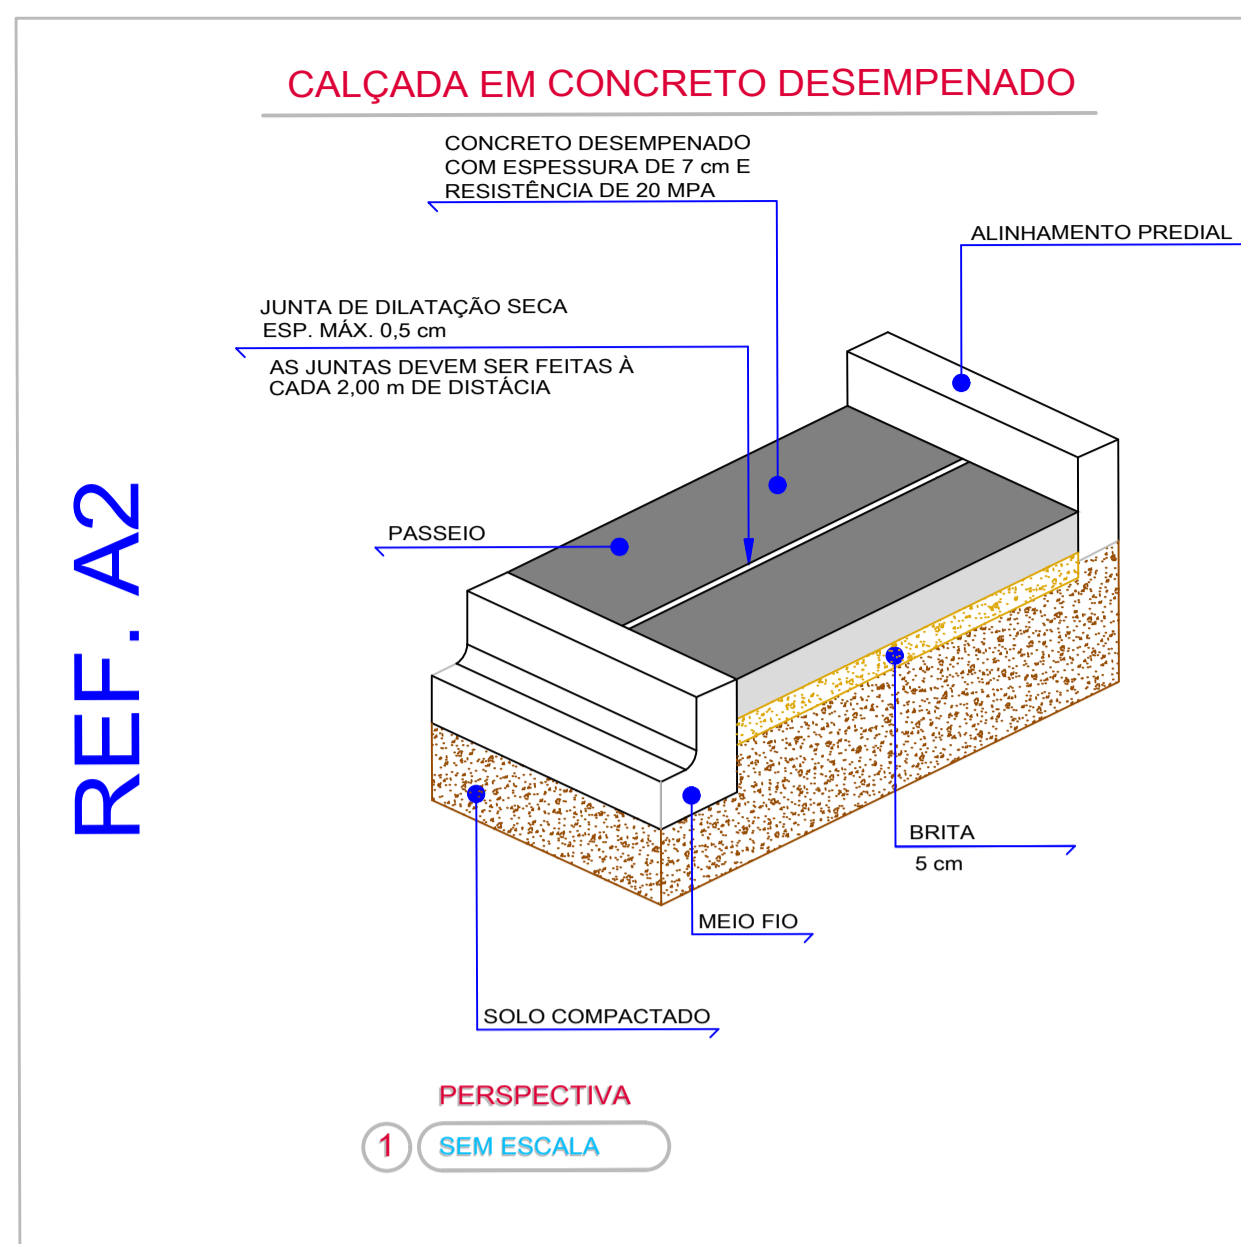 CALÇADA EM CONCRETO DESEMPENADO
CONCRETO DESEMPENADO
COM ESPESSURA DE 7 cm E
RESISTÊNCIA DE 20 MPA
ALINHAMENTO PREDIAL
JUNTA DE DILATAÇÃO SECA
ESP. MÁX. 0,5 cm
AS JUNTAS DEVEM SER FEITAS À
CADA 2,00 m DE DISTÁCIA
REF. A2
PASSEIO
BRITA
5 cm
MEIO FIO
SOLO COMPACTADO
PERSPECTIVA
1 SEM ESCALA